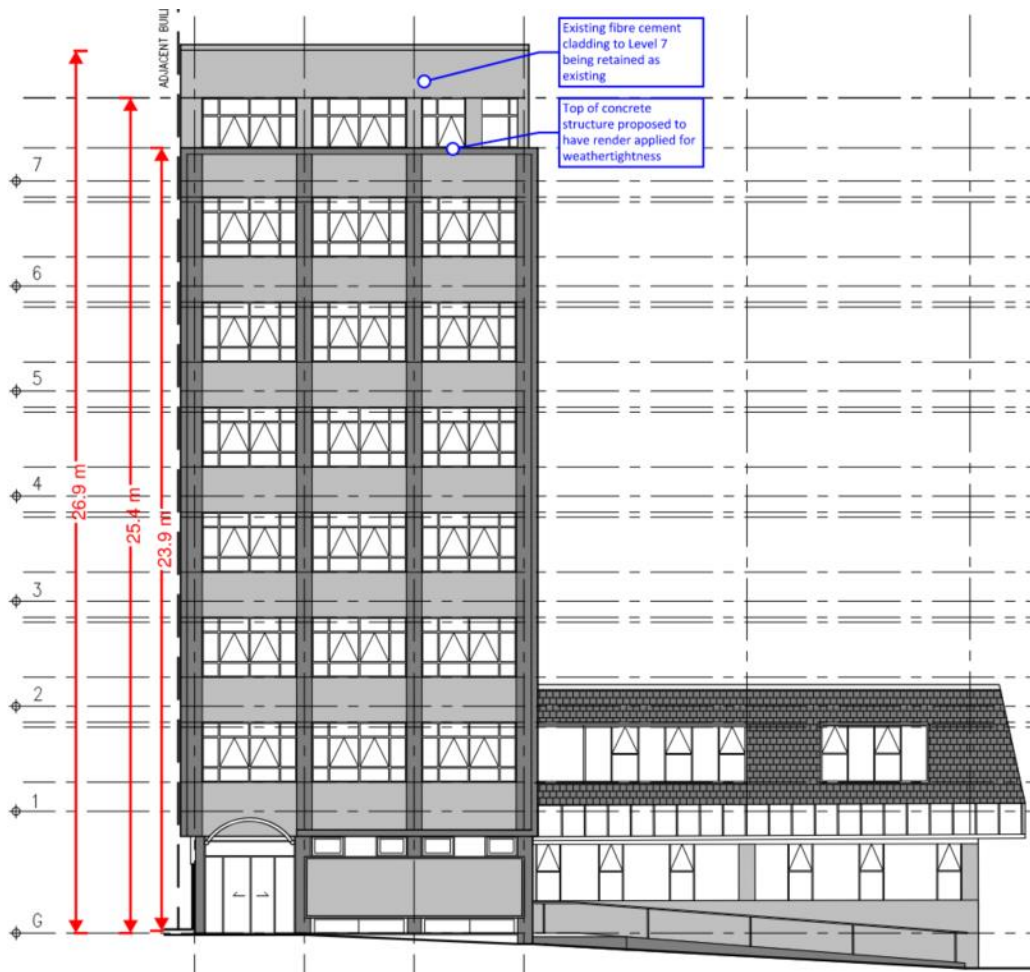 ADJACENT BUIL
Existing fibre cement
cladding to Level 7
being retained as
existing
Top of concrete
structure proposed to
have render applied for
weathertightness
7
6
5
4
3
2
1
G
26.9 m
25.4 m
23.9 m